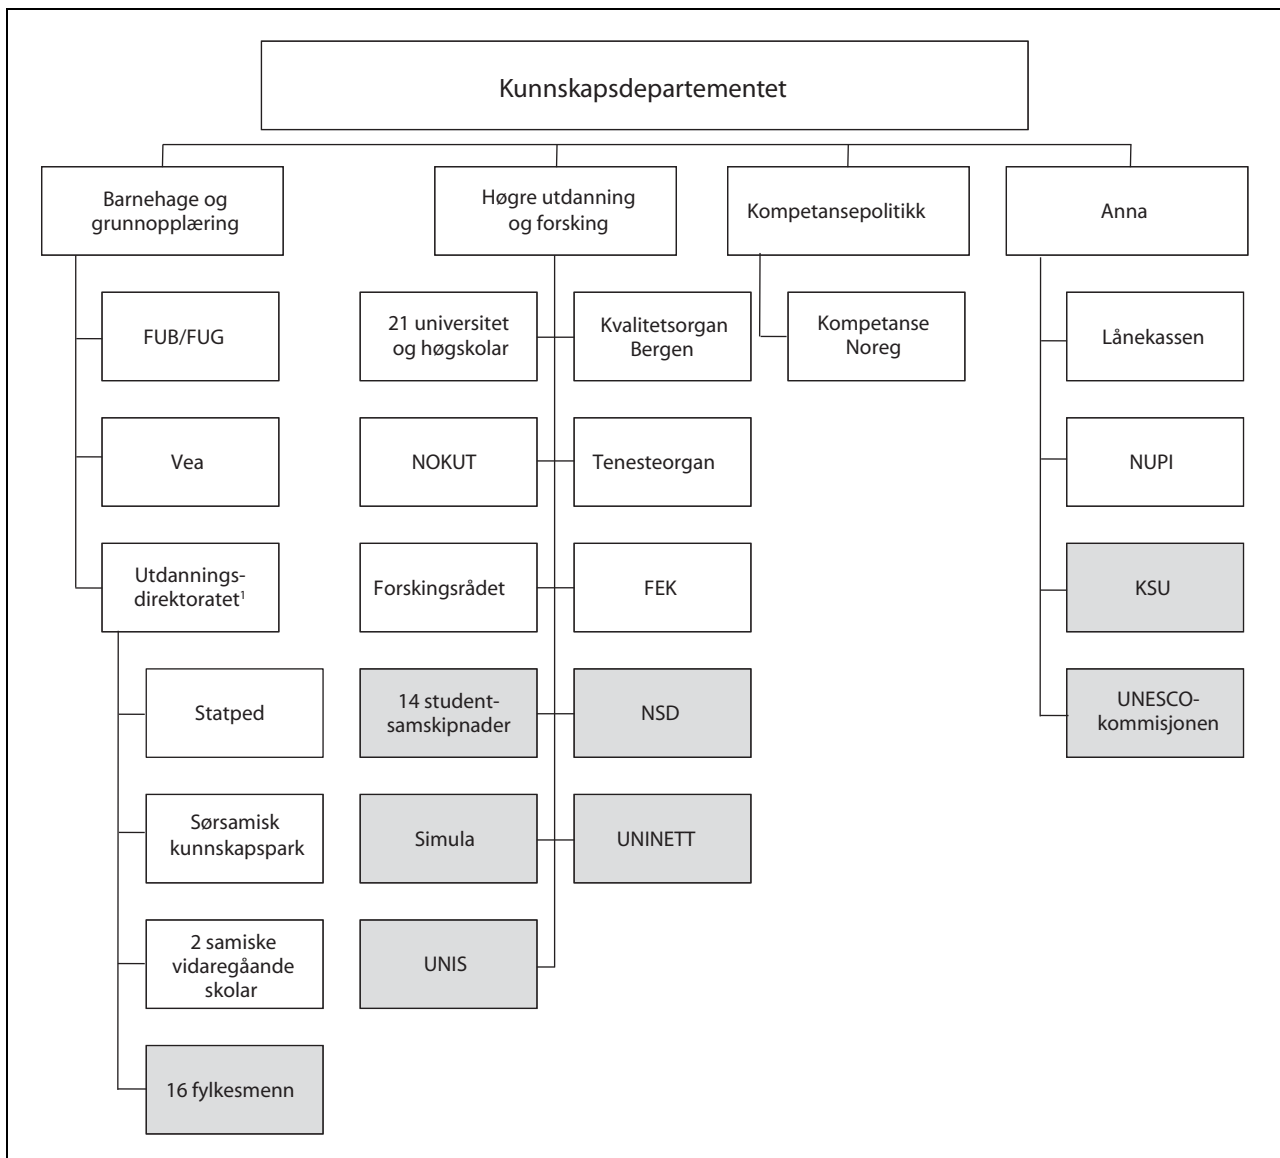 Kunnskapsdepartementet
Barnehage og
grunnopplæring
Høgre utdanning
og forsking
Kompetansepolitikk
Anna
FUB/FUG
21 universitet
og høgskolar
Kvalitetsorgan
Bergen
Kompetanse
Noreg
Lånekassen
Vea
NOKUT
Tenesteorgan
NUPI
Utdannings-
direktoratet¹
Forskingsrådet
FEK
KSU
Statped
14 student-
samskipnader
NSD
UNESCO-
kommisjonen
Sørsamisk
kunnskapspark
Simula
UNINETT
2 samiske
vidaregåande
skolar
UNIS
16 fylkesmenn